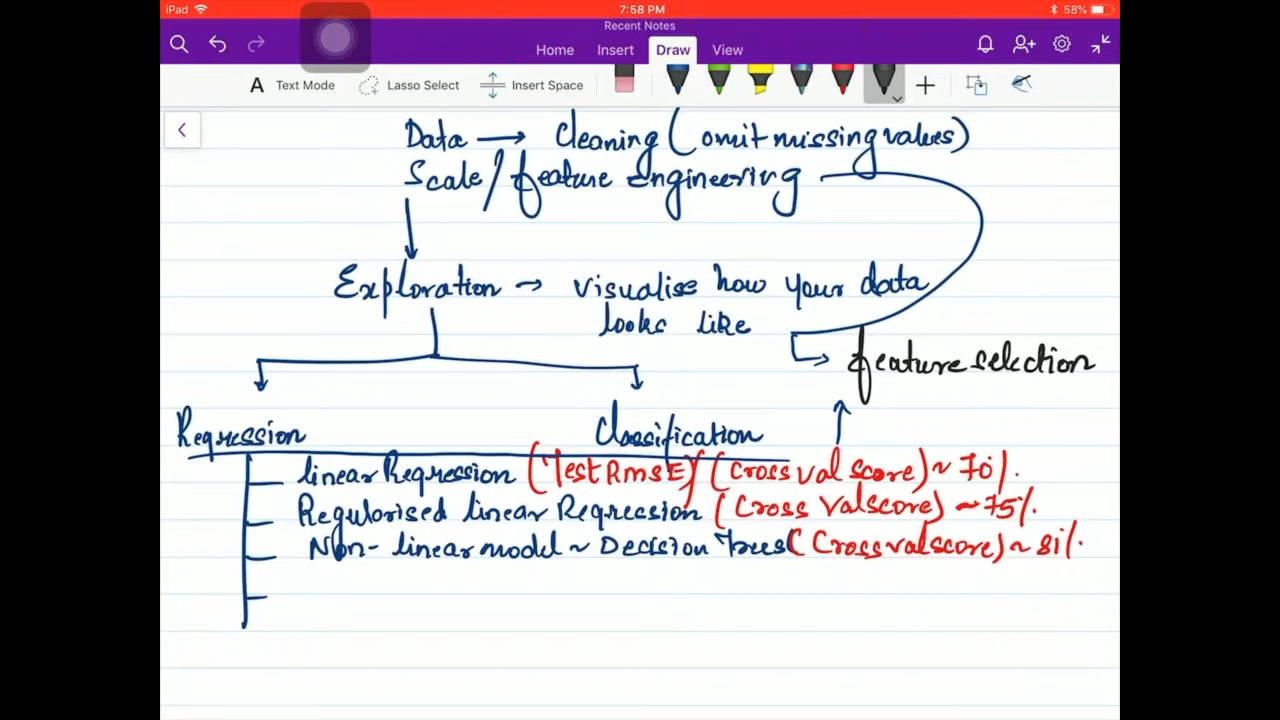 iPad 7:58 PM 58%
Recent Notes
Home Insert Draw View
A Text Mode Lasso Select Insert Space
Data → Cleaning (omit missing values)
Scale/feature engineering
Exploration → visualise how your data
looks like
feature selection
Regression Classification
linear Regression (Test RmSE)/(Cross val score) ~ 70%.
Regularised linear Regression (Cross Valscore) ~ 75%.
Non-linear model ~ Decision Trees (Cross val score) ~ 81%.